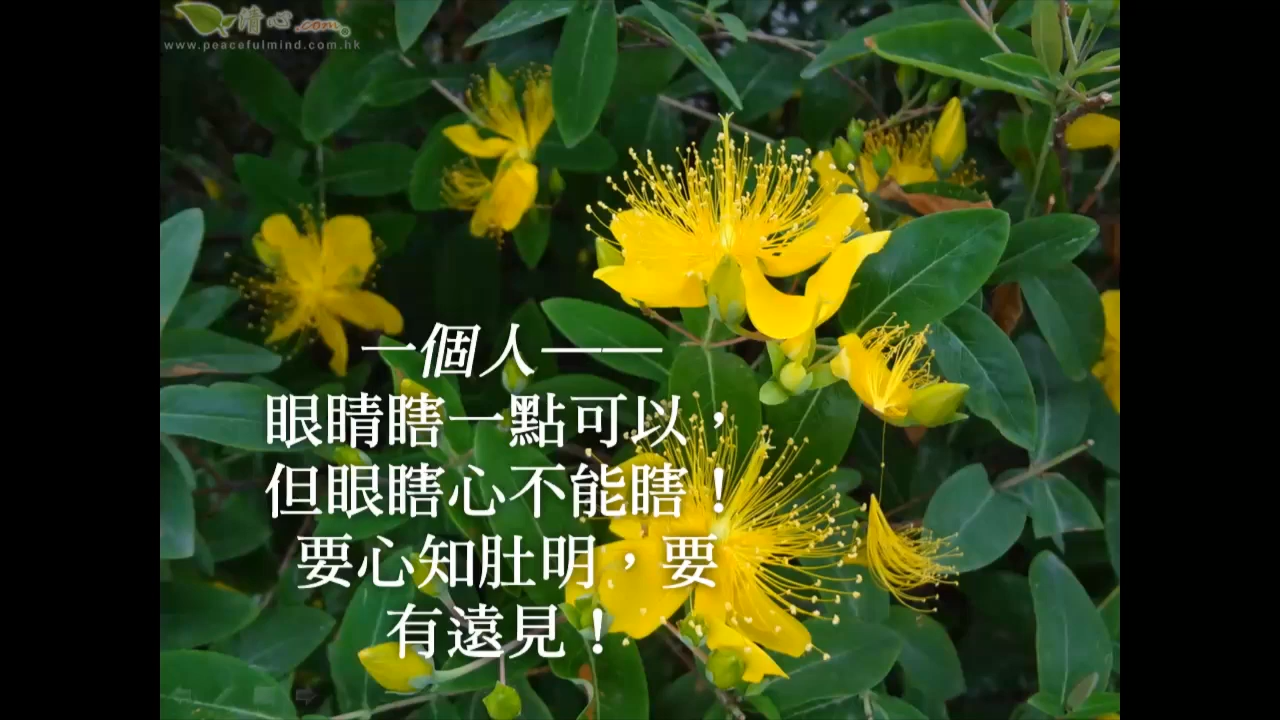 清心.com
www.peacefulmind.com.hk
一個人——
眼睛瞎一點可以，
但眼瞎心不能瞎！
要心知肚明，要
有遠見！